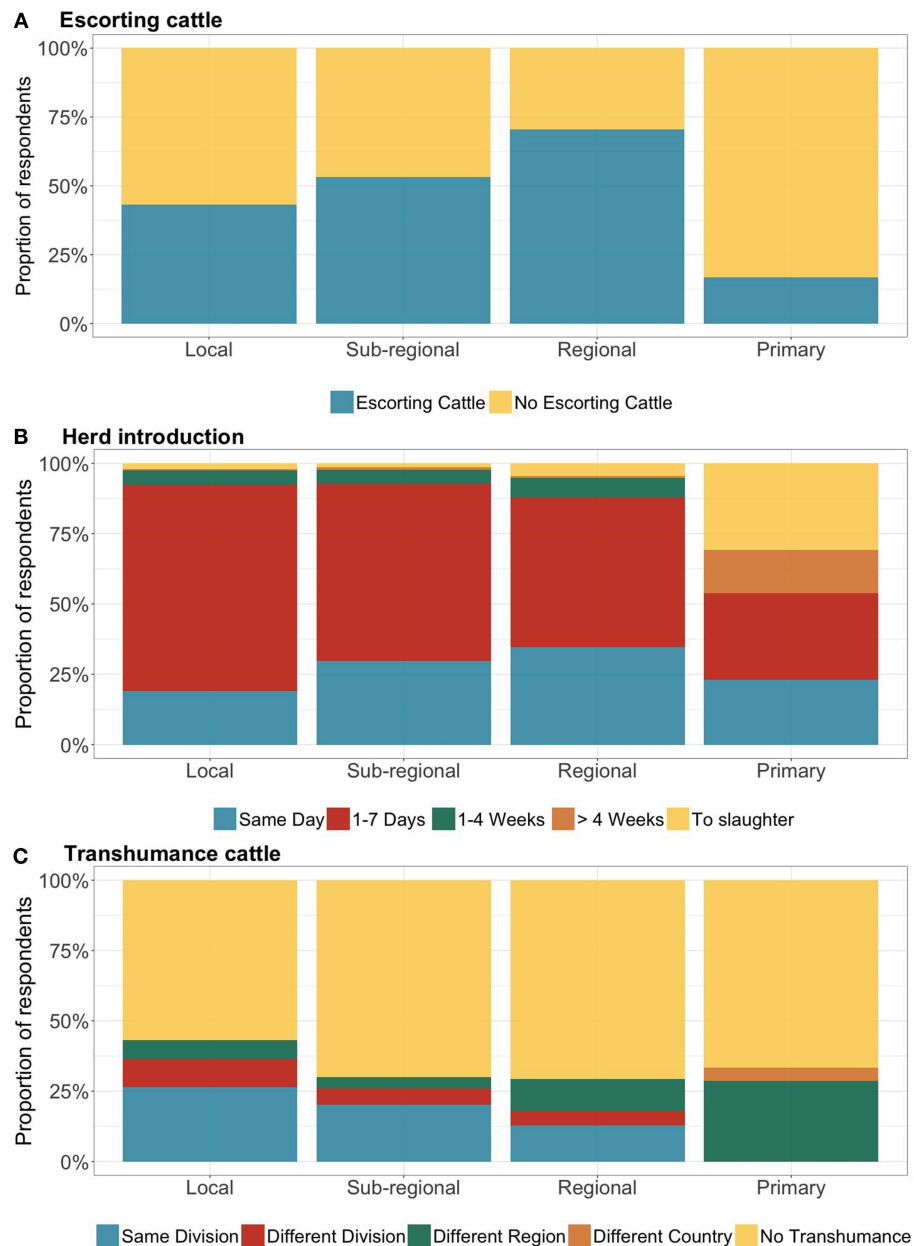 A Escorting cattle
Proprtion of respondents
100%
75%
50%
25%
0%
Local Sub-regional Regional Primary
Escorting Cattle No Escorting Cattle
B Herd introduction
Proportion of respondents
100%
75%
50%
25%
0%
Local Sub-regional Regional Primary
Same Day 1-7 Days 1-4 Weeks > 4 Weeks To slaughter
C Transhumance cattle
Proportion of respondents
100%
75%
50%
25%
0%
Local Sub-regional Regional Primary
Same Division Different Division Different Region Different Country No Transhumance